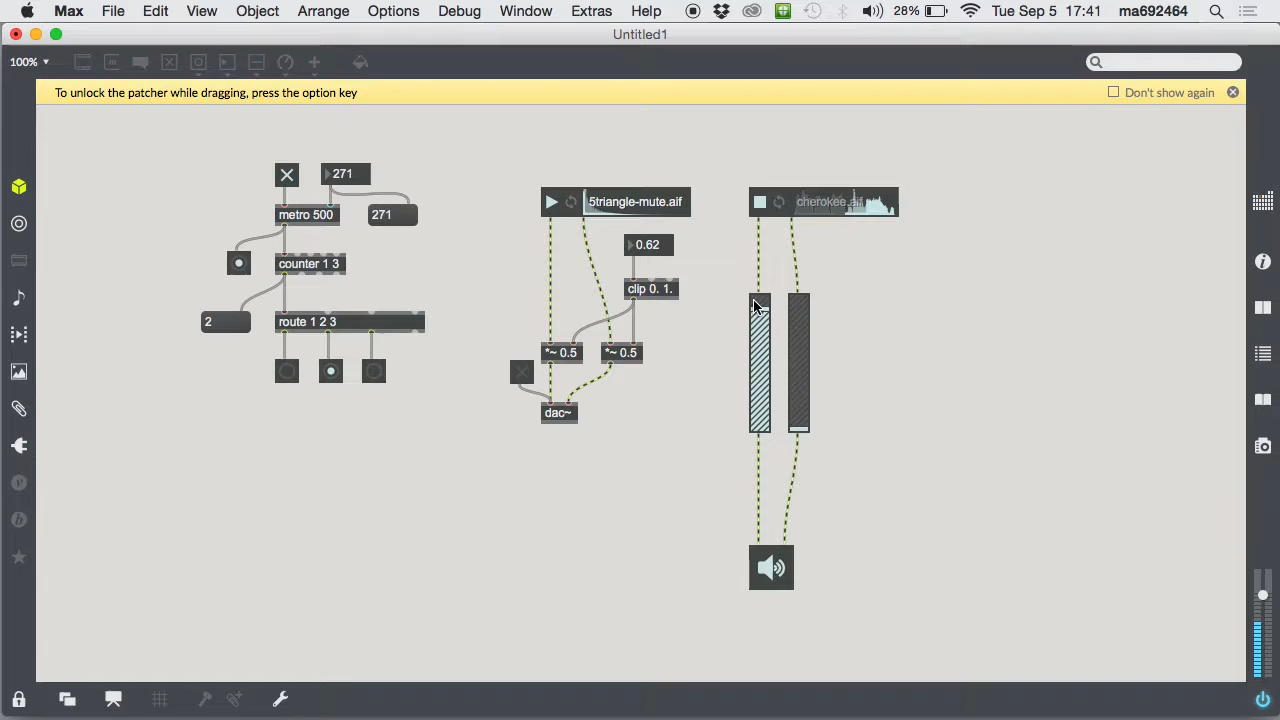 Max File Edit View Object Arrange Options Debug Window Extras Help 28% Tue Sep 5 17:41 ma692464
Untitled1
100%
To unlock the patcher while dragging, press the option key Don't show again
271
metro 500 271
counter 1 3
2 route 1 2 3
5triangle-mute.aif
0.62
clip 0. 1.
*~ 0.5 *~ 0.5
dac~
cherokee.aif